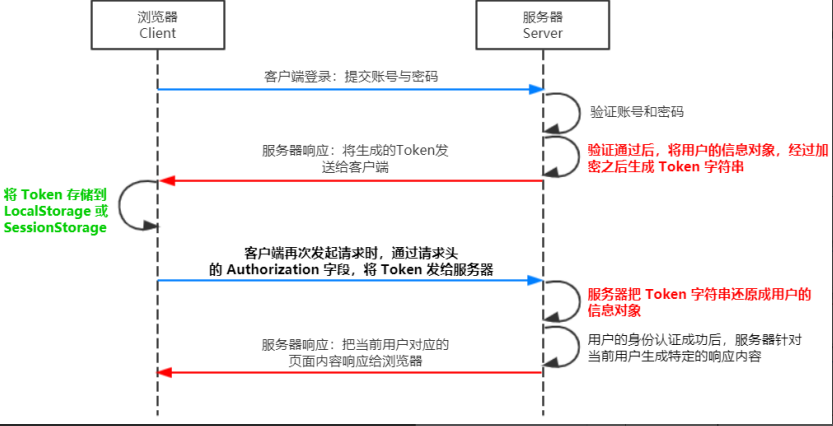 浏览器
Client
服务器
Server
客户端登录：提交账号与密码
验证账号和密码
服务器响应：将生成的Token发
送给客户端
验证通过后，将用户的信息对象，经过加
密之后生成 Token 字符串
将 Token 存储到
LocalStorage 或
SessionStorage
客户端再次发起请求时，通过请求头
的 Authorization 字段，将 Token 发给服务器
服务器把 Token 字符串还原成用户的
信息对象
服务器响应：把当前用户对应的
页面内容响应给浏览器
用户的身份认证成功后，服务器针对
当前用户生成特定的响应内容